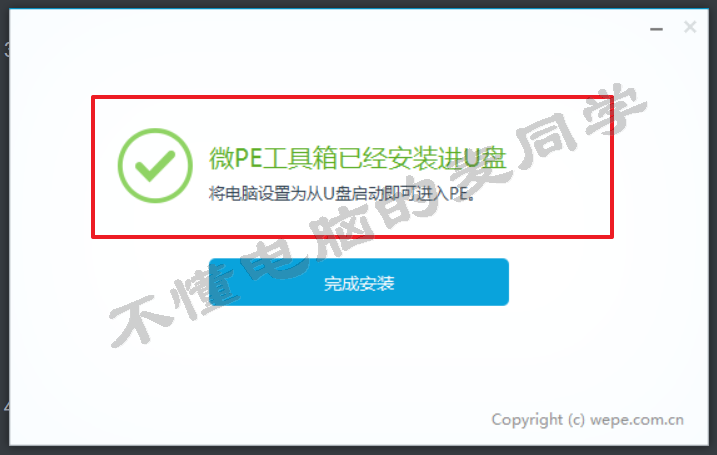 微PE工具箱已经安装进U盘
将电脑设置为从U盘启动即可进入PE。
不懂电脑的麦同学
完成安装
Copyright (c) wepe.com.cn